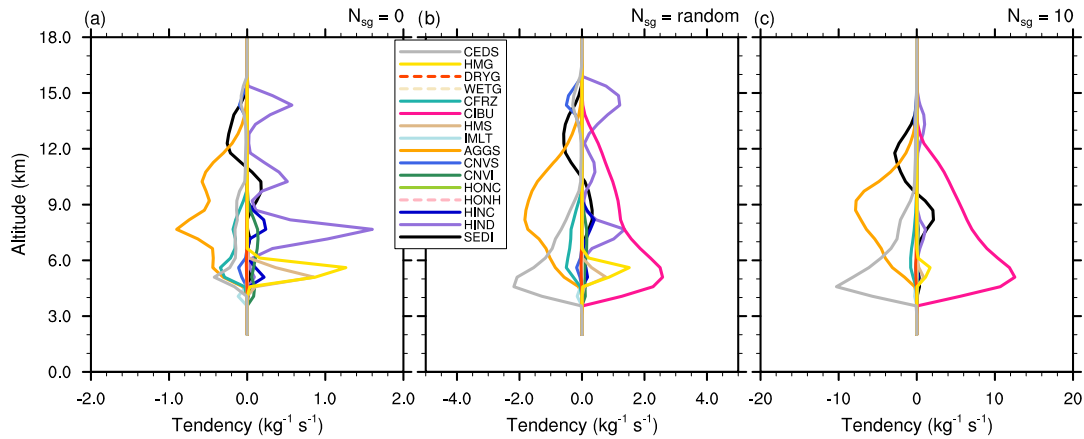 (a)
N_sg = 0
(b)
N_sg = random
(c)
N_sg = 10
18.0
15.0
12.0
9.0
6.0
3.0
0.0
Altitude (km)
CEDS
HMG
DRYG
WETG
CFRZ
CIBU
HMS
IMLT
AGGS
CNVS
CNVI
HONC
HONH
HINC
HIND
SEDI
-2.0 -1.0 0.0 1.0 2.0
-5.0 -4.0 -2.0 0.0 2.0 4.0
-20 -10 0 10 20
Tendency (kg⁻¹ s⁻¹)
Tendency (kg⁻¹ s⁻¹)
Tendency (kg⁻¹ s⁻¹)